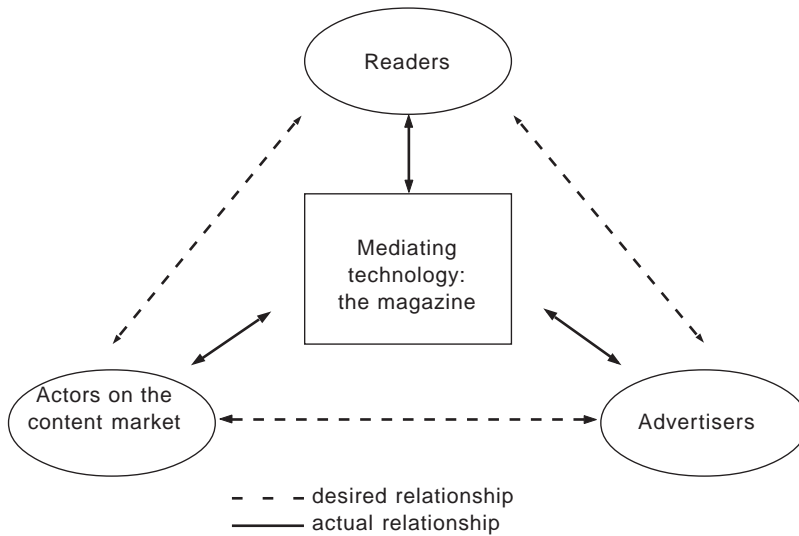 Readers
Mediating
technology:
the magazine
Actors on the
content market
Advertisers
desired relationship
actual relationship